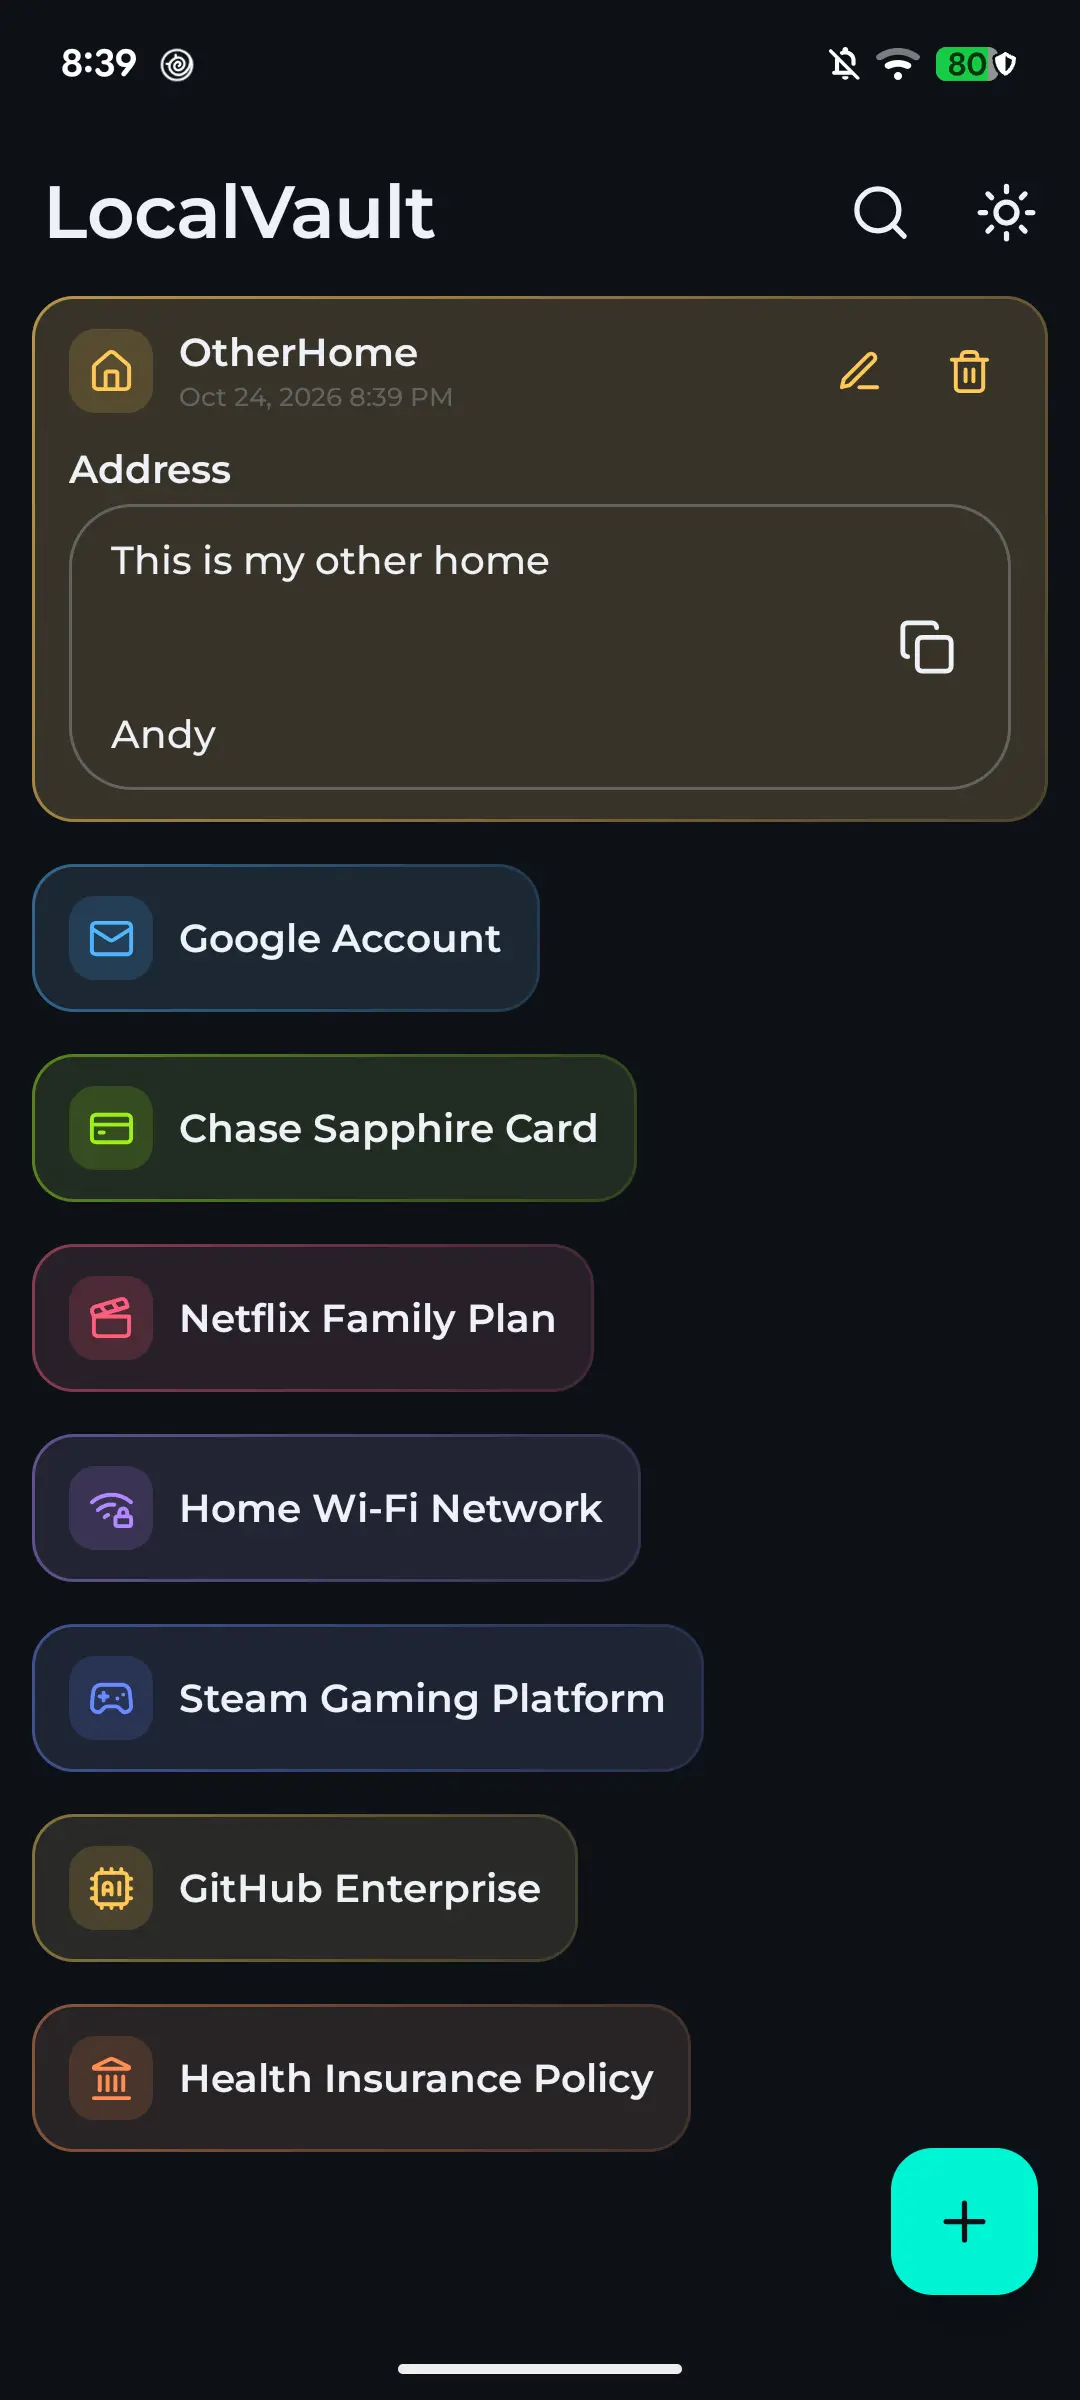 8:39
80
LocalVault
OtherHome
Oct 24, 2026 8:39 PM
Address
This is my other home
Andy
Google Account
Chase Sapphire Card
Netflix Family Plan
Home Wi-Fi Network
Steam Gaming Platform
AI
GitHub Enterprise
Health Insurance Policy